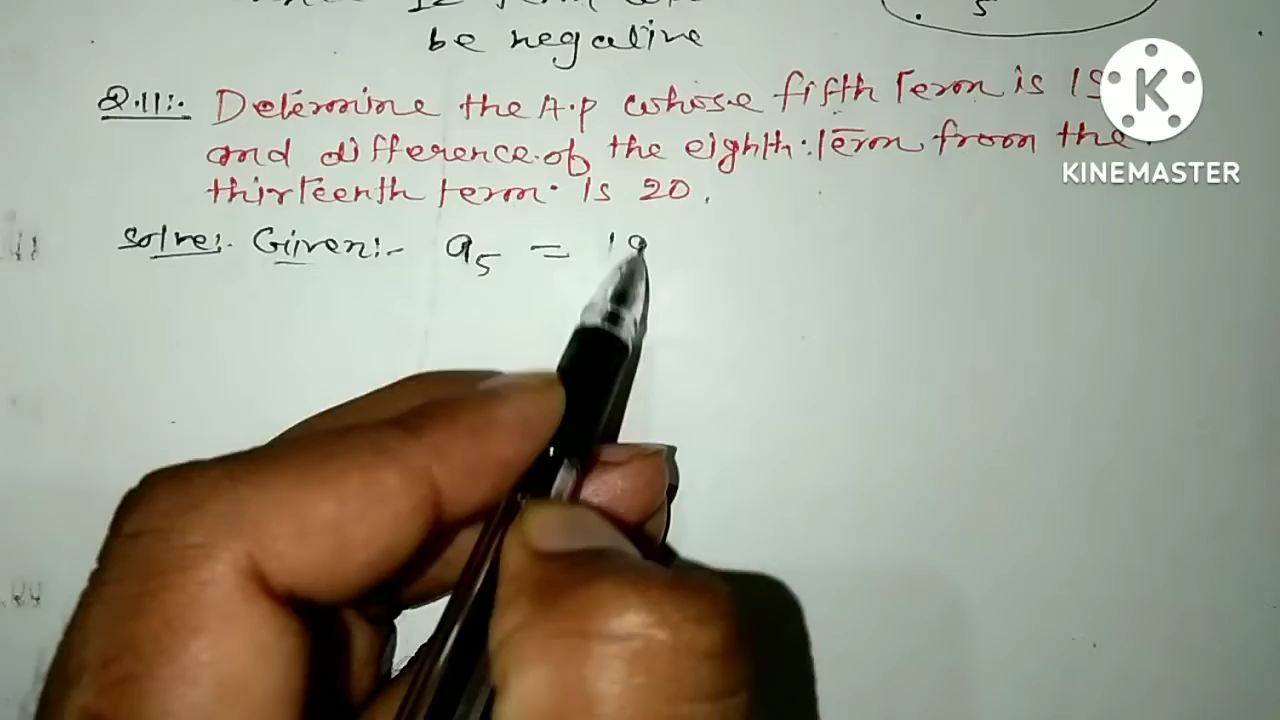 be negative
Q.11:. Determine the A.P whose fifth Term is 19
and difference of the eighth term from the
thirteenth term is 20.
Solve:. Given:- a5 = 19
K
KINEMASTER